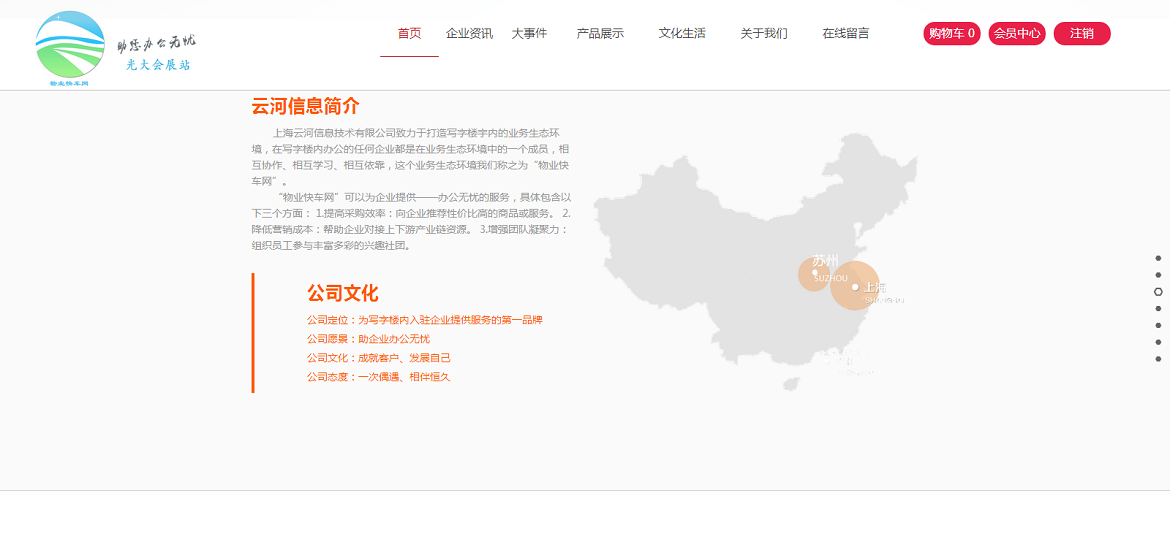 助您办公无忧
光大会展站
物业快车网
首页 企业资讯 大事件 产品展示 文化生活 关于我们 在线留言 购物车 0 会员中心 注销
云河信息简介
上海云河信息技术有限公司致力于打造写字楼宇内的业务生态环
境，在写字楼内办公的任何企业都是在业务生态环境中的一个成员，相
互协作、相互学习、相互依靠，这个业务生态环境我们称之为“物业快
车网”。
“物业快车网”可以为企业提供——办公无忧的服务，具体包含以
下三个方面： 1.提高采购效率：向企业推荐性价比高的商品或服务。 2.
降低营销成本：帮助企业对接上下游产业链资源。 3.增强团队凝聚力：
组织员工参与丰富多彩的兴趣社团。
公司文化
公司定位：为写字楼内入驻企业提供服务的第一品牌
公司愿景：助企业办公无忧
公司文化：成就客户、发展自己
公司态度：一次偶遇、相伴恒久
苏州
SUZHOU
上海
SHANGHAI